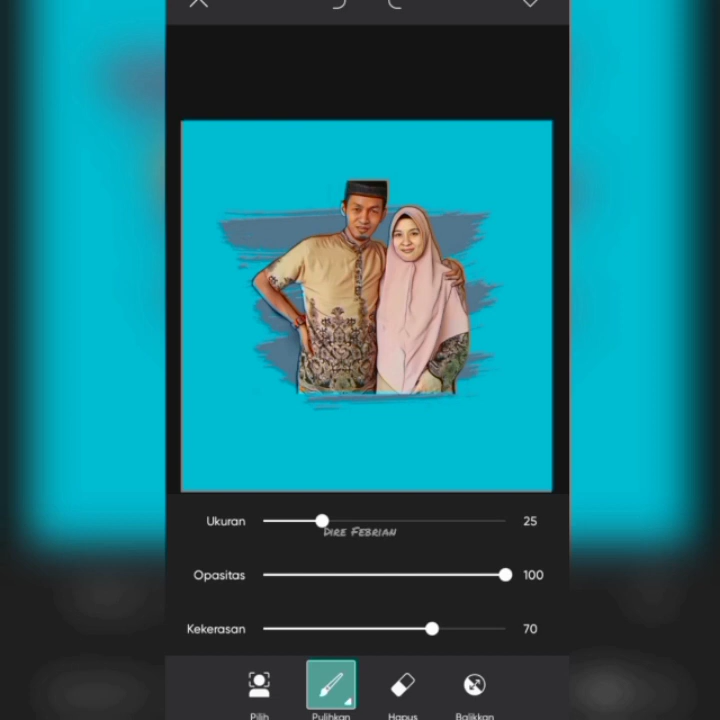 Ukuran 25
DIRE FEBRIAN
Opasitas 100
Kekerasan 70
Pilih Pulihkan Hapus Balikkan